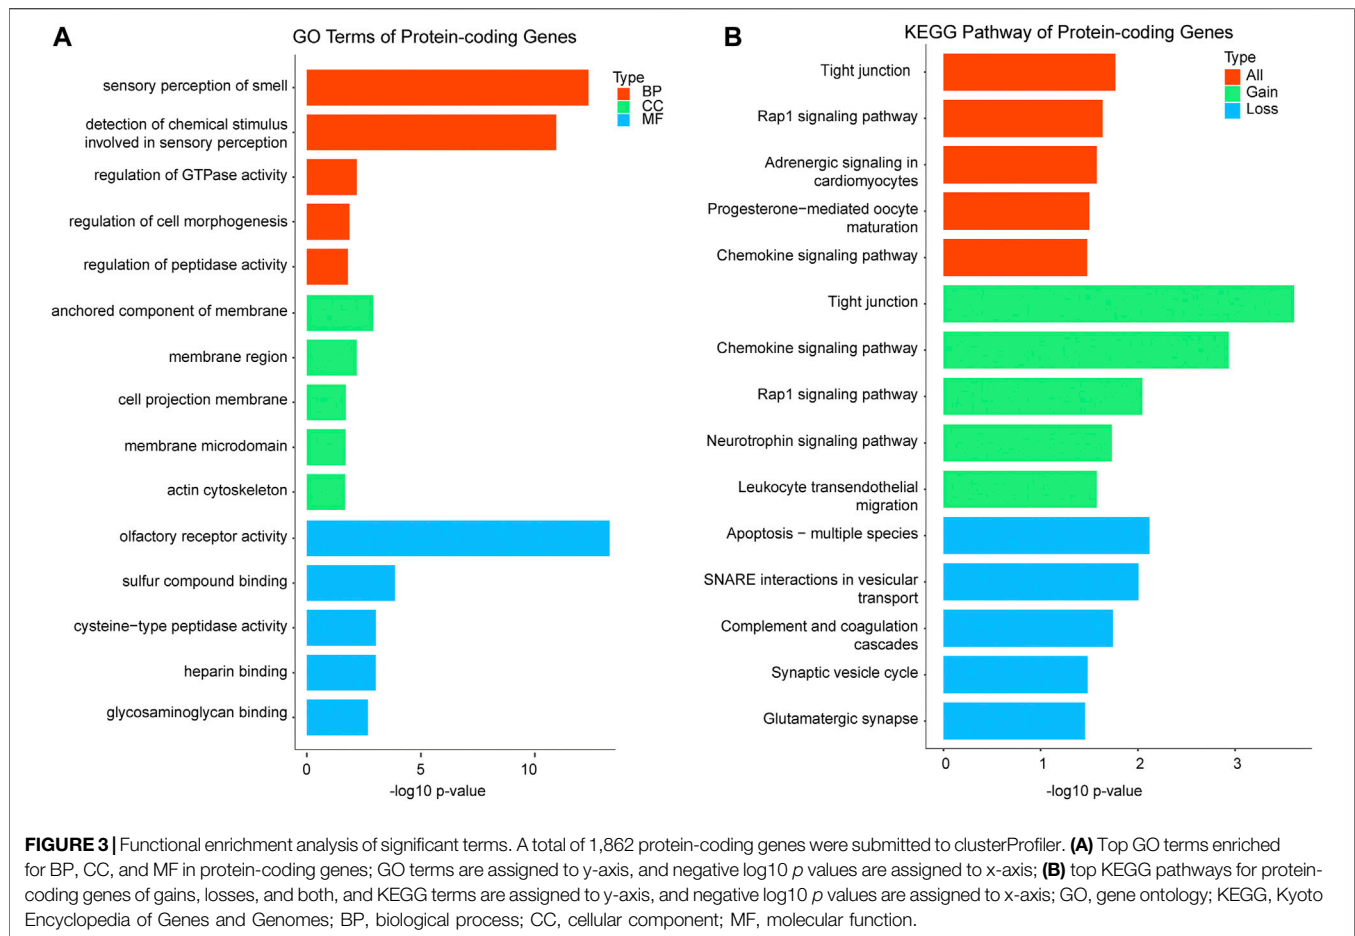 A
GO Terms of Protein-coding Genes
sensory perception of smell
detection of chemical stimulus
involved in sensory perception
regulation of GTPase activity
regulation of cell morphogenesis
regulation of peptidase activity
anchored component of membrane
membrane region
cell projection membrane
membrane microdomain
actin cytoskeleton
olfactory receptor activity
sulfur compound binding
cysteine−type peptidase activity
heparin binding
glycosaminoglycan binding
Type
BP
CC
MF
0 5 10
-log10 p-value
B
KEGG Pathway of Protein-coding Genes
Tight junction
Rap1 signaling pathway
Adrenergic signaling in
cardiomyocytes
Progesterone−mediated oocyte
maturation
Chemokine signaling pathway
Tight junction
Chemokine signaling pathway
Rap1 signaling pathway
Neurotrophin signaling pathway
Leukocyte transendothelial
migration
Apoptosis − multiple species
SNARE interactions in vesicular
transport
Complement and coagulation
cascades
Synaptic vesicle cycle
Glutamatergic synapse
Type
All
Gain
Loss
0 1 2 3
-log10 p-value
FIGURE 3 | Functional enrichment analysis of significant terms. A total of 1,862 protein-coding genes were submitted to clusterProfiler. (A) Top GO terms enriched
for BP, CC, and MF in protein-coding genes; GO terms are assigned to y-axis, and negative log10 p values are assigned to x-axis; (B) top KEGG pathways for protein-
coding genes of gains, losses, and both, and KEGG terms are assigned to y-axis, and negative log10 p values are assigned to x-axis; GO, gene ontology; KEGG, Kyoto
Encyclopedia of Genes and Genomes; BP, biological process; CC, cellular component; MF, molecular function.